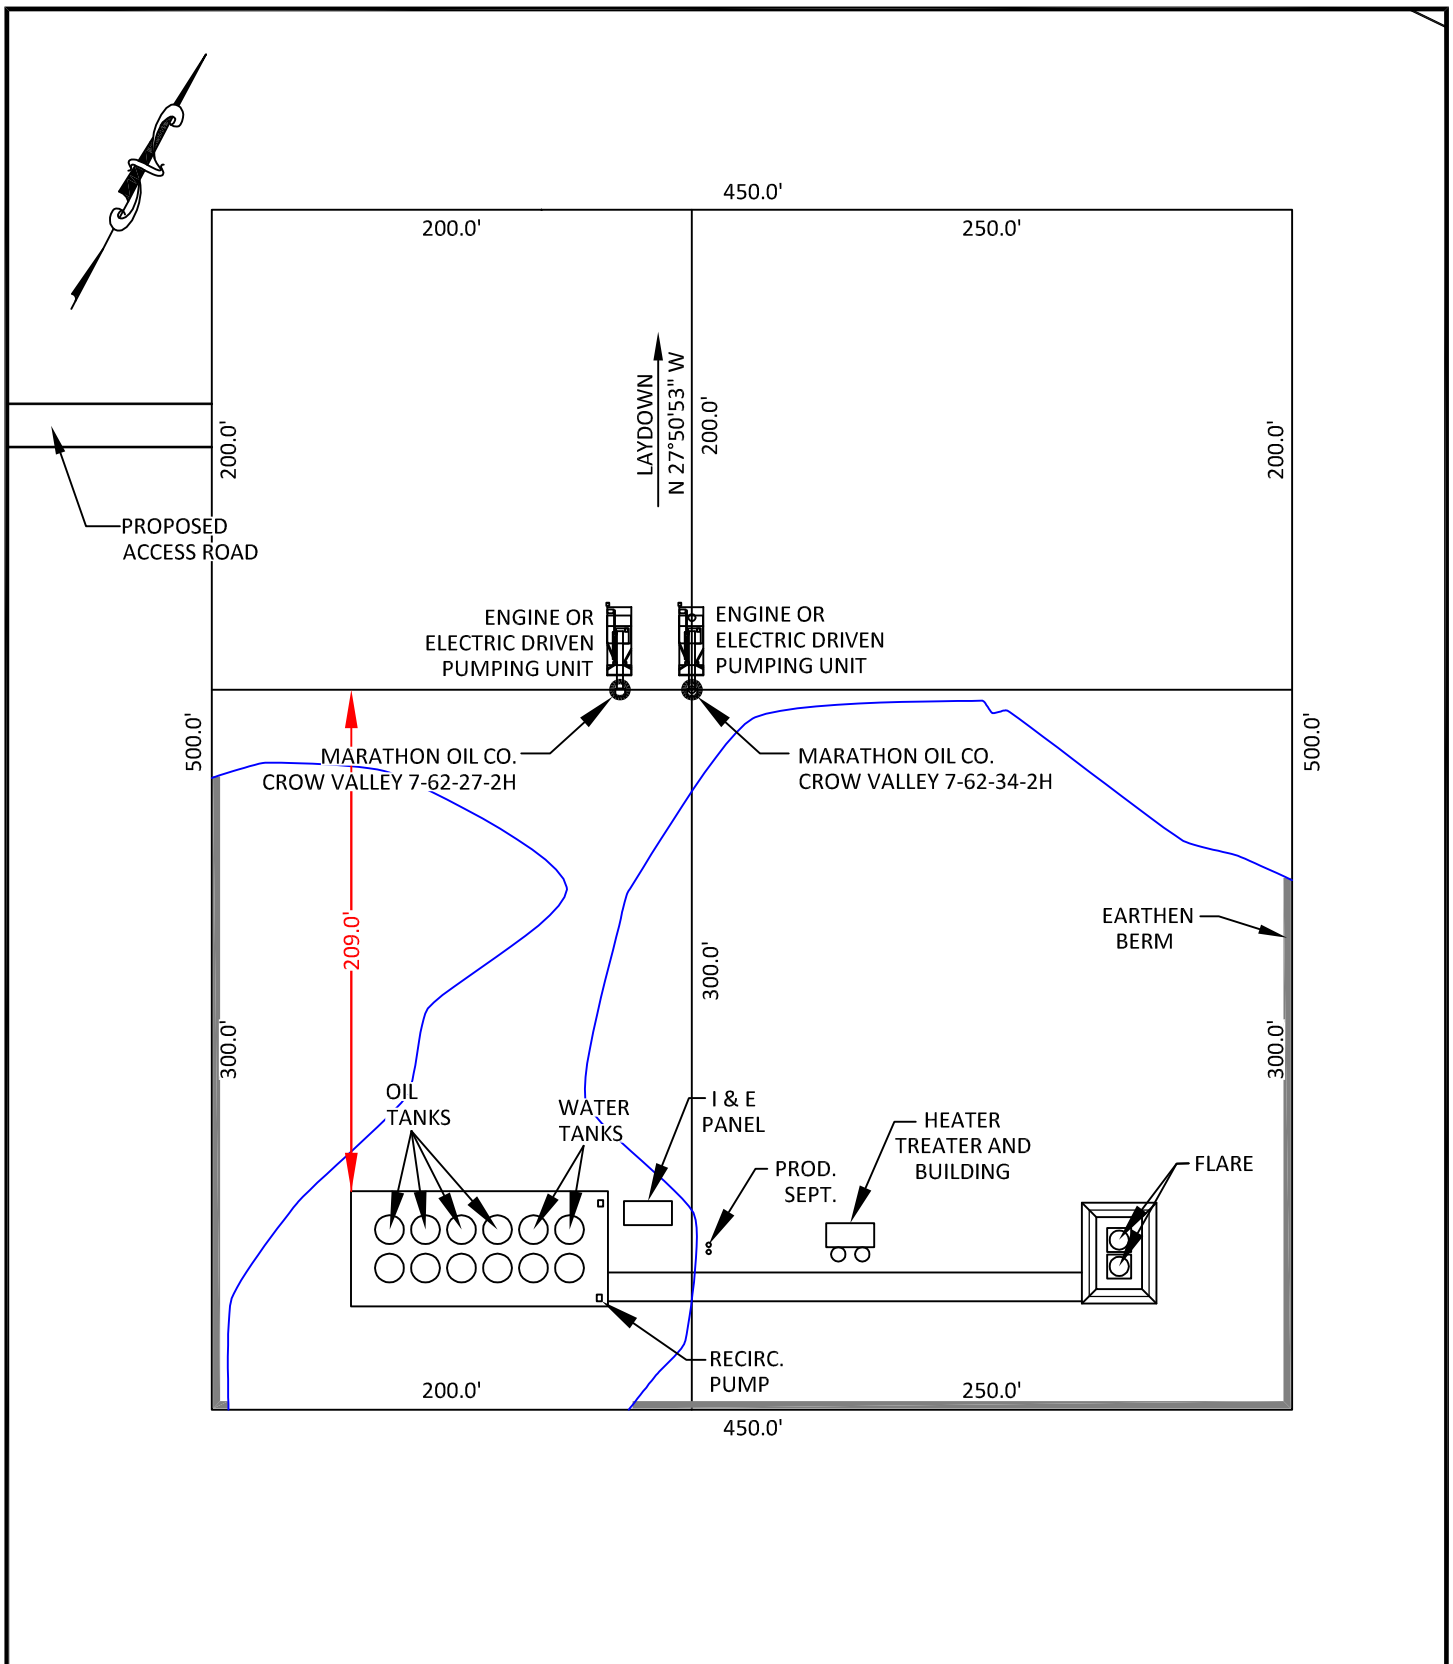 450.0'
200.0'
250.0'
LAYDOWN
N 27°50'53" W
200.0'
200.0'
200.0'
PROPOSED
ACCESS ROAD
ENGINE OR
ELECTRIC DRIVEN
PUMPING UNIT
ENGINE OR
ELECTRIC DRIVEN
PUMPING UNIT
500.0'
500.0'
MARATHON OIL CO.
CROW VALLEY 7-62-27-2H
MARATHON OIL CO.
CROW VALLEY 7-62-34-2H
209.0'
EARTHEN
BERM
300.0'
300.0'
300.0'
OIL
TANKS
WATER
TANKS
I & E
PANEL
HEATER
TREATER AND
BUILDING
PROD.
SEPT.
FLARE
RECIRC.
PUMP
200.0'
250.0'
450.0'